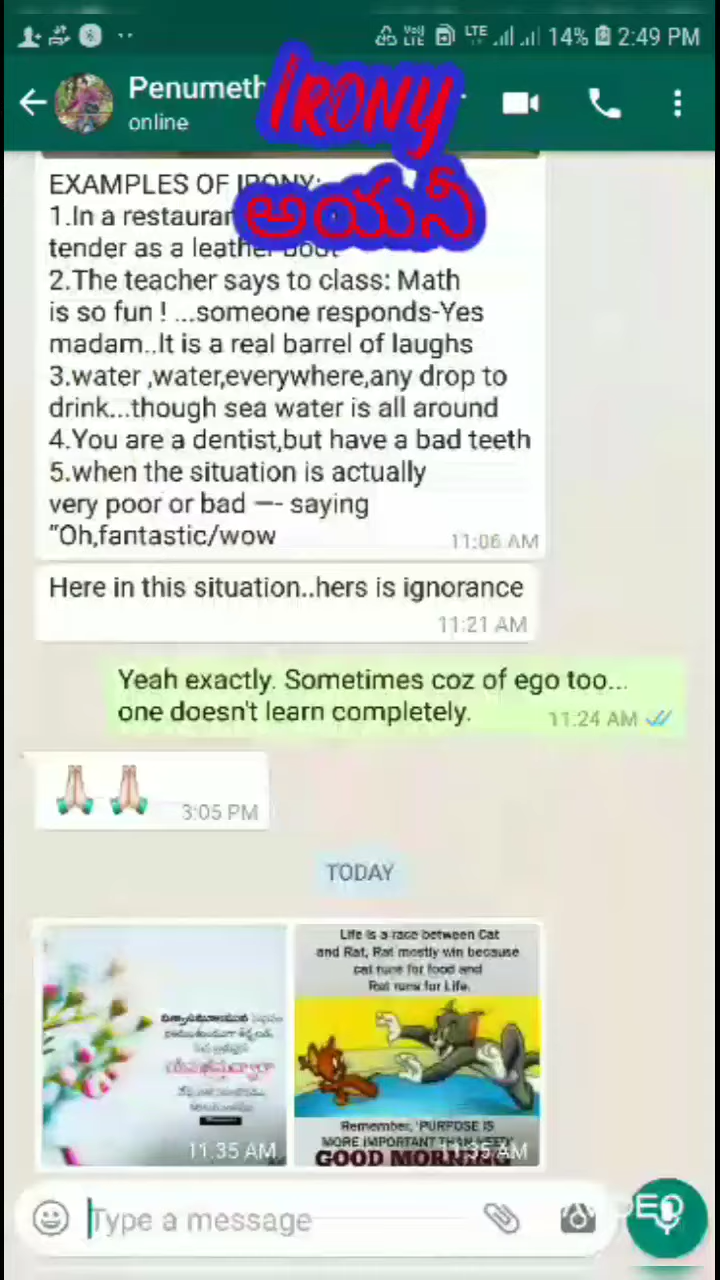 LTE 14% 2:49 PM
Penumeth
online
IRONY
అయనీ
EXAMPLES OF IRONY:
1.In a restauran
tender as a leather boot
2.The teacher says to class: Math
is so fun ! ...someone responds-Yes
madam..It is a real barrel of laughs
3.water ,water,everywhere,any drop to
drink...though sea water is all around
4.You are a dentist,but have a bad teeth
5.when the situation is actually
very poor or bad —- saying
“Oh,fantastic/wow
11:06 AM
Here in this situation..hers is ignorance
11:21 AM
Yeah exactly. Sometimes coz of ego too...
one doesn't learn completely.
11:24 AM
3:05 PM
TODAY
11:35 AM
Life is a race between Cat
and Rat, Rat mostly win because
cat runs for food and
Rat runs for Life.
Remember, 'PURPOSE IS
MORE IMPORTANT THAN NEED'
GOOD MORNING
11:35 AM
Type a message